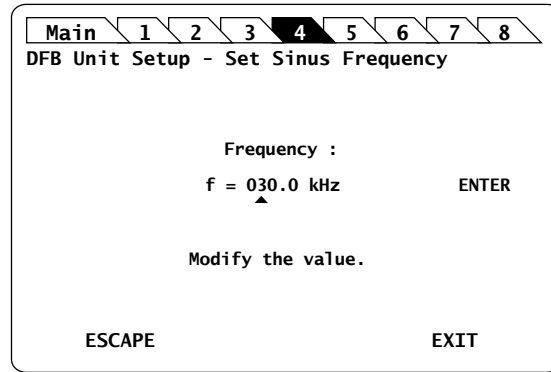 Main 1 2 3 4 5 6 7 8
DFB Unit Setup - Set Sinus Frequency
Frequency :
f = 030.0 kHz ENTER
Modify the value.
ESCAPE EXIT